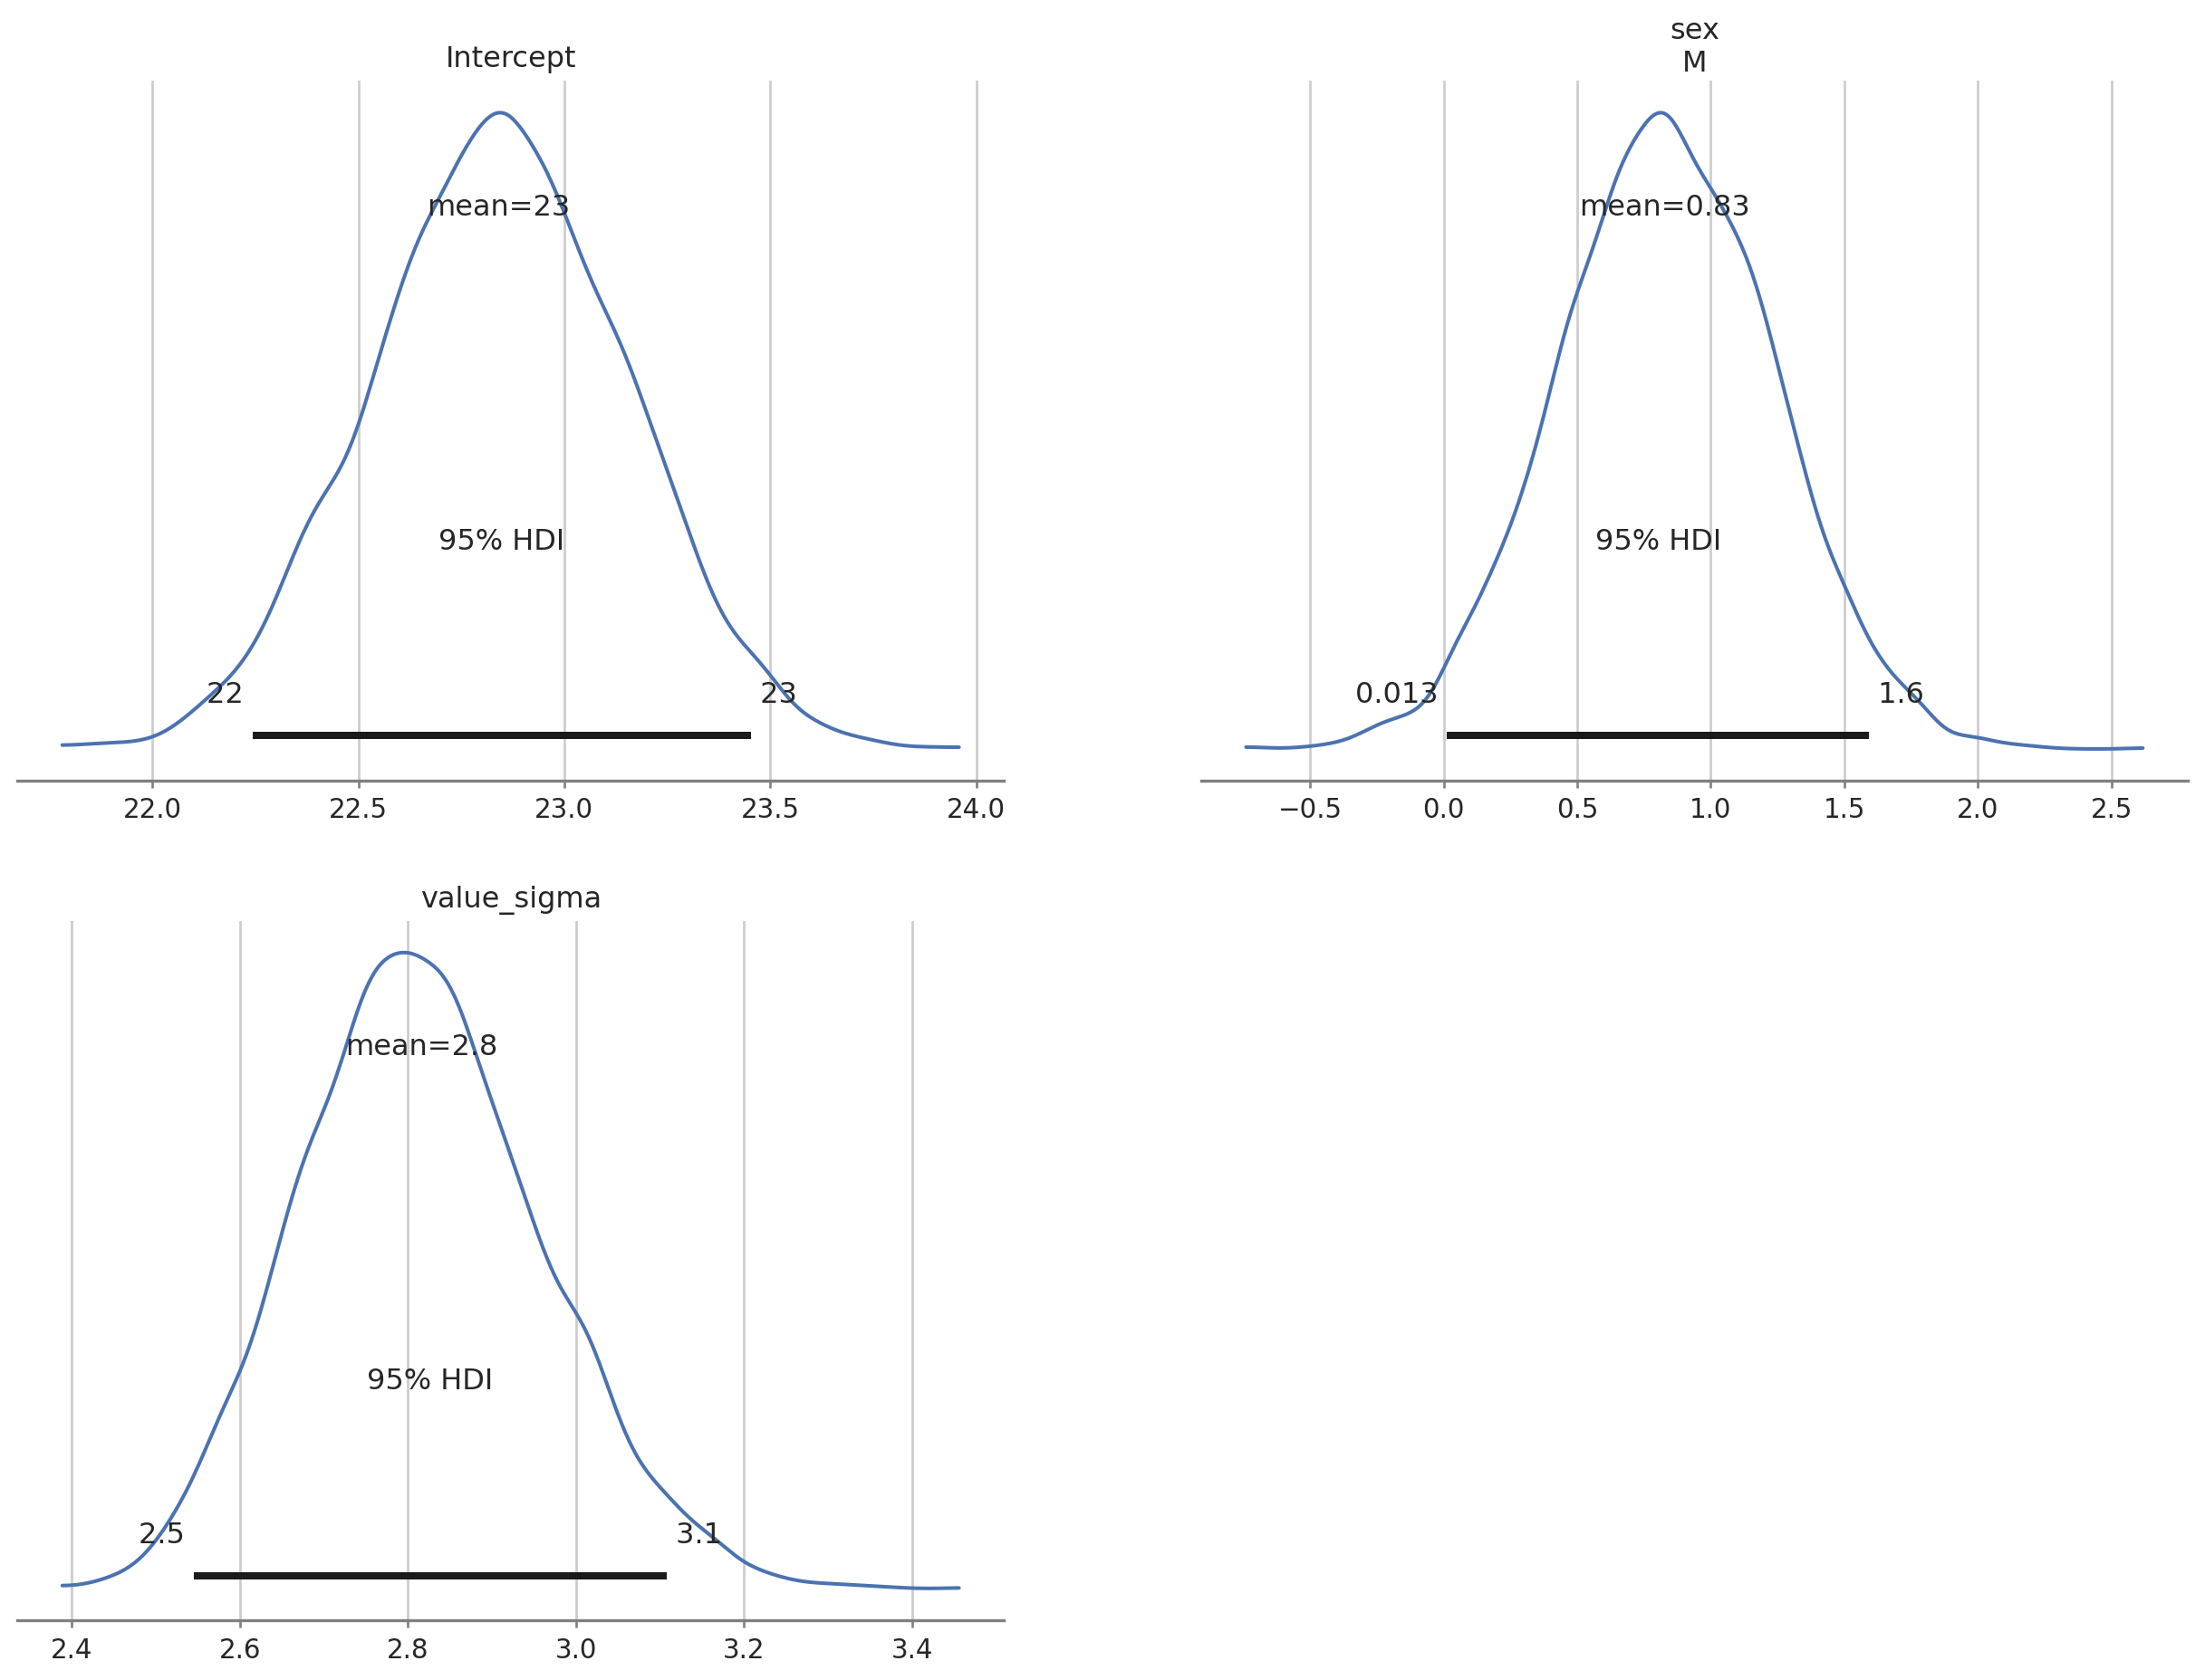 Intercept
mean=23
95% HDI
22
23
22.0 22.5 23.0 23.5 24.0
sex
M
mean=0.83
95% HDI
0.013
1.6
−0.5 0.0 0.5 1.0 1.5 2.0 2.5
value_sigma
mean=2.8
95% HDI
2.5
3.1
2.4 2.6 2.8 3.0 3.2 3.4